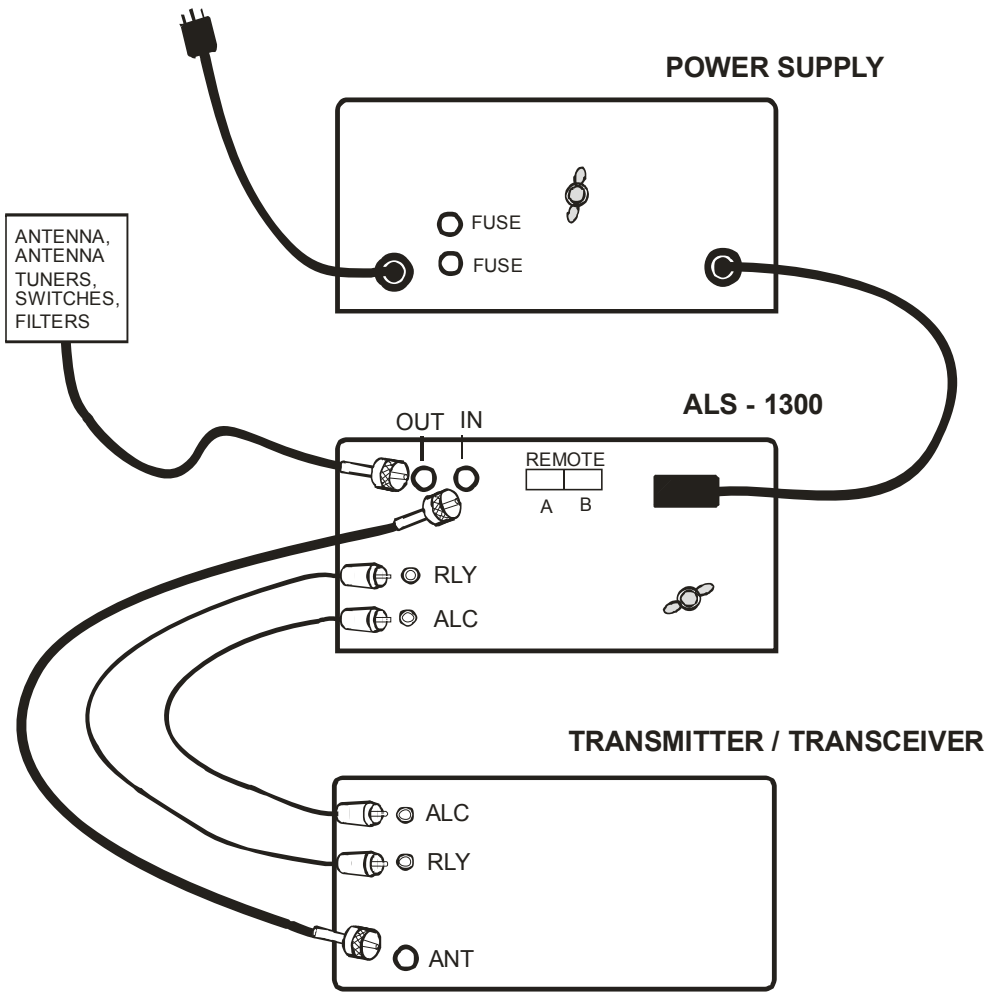 POWER SUPPLY
FUSE
FUSE
ANTENNA,
ANTENNA
TUNERS,
SWITCHES,
FILTERS
ALS - 1300
OUT IN
REMOTE
A B
RLY
ALC
TRANSMITTER / TRANSCEIVER
ALC
RLY
ANT